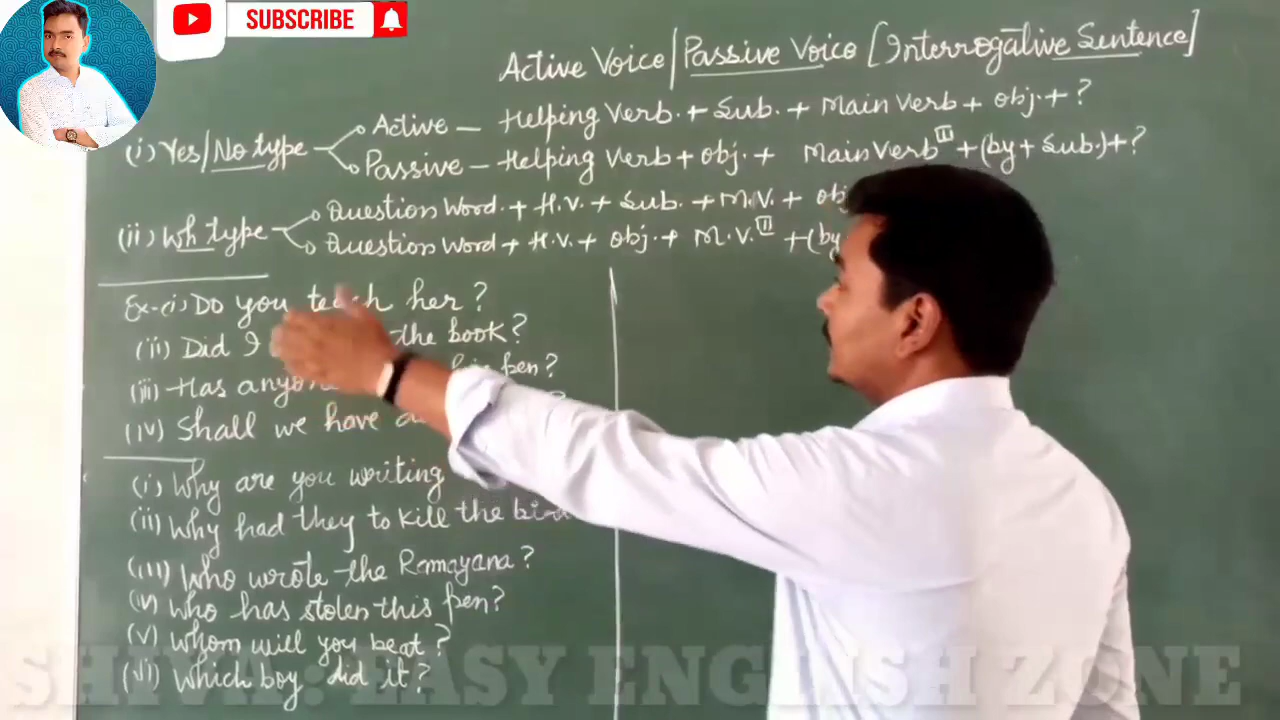 SUBSCRIBE
Active Voice/Passive Voice [Interrogative Sentence]
(i) Yes/No type
Active - Helping Verb. + Sub. + Main Verb + Obj. + ?
Passive - Helping Verb + Obj. + Main Verb III + (by + Sub.) + ?
(ii) Wh type
Question Word. + H.V. + Sub. + M.V. + obj
Question Word + H.V. + Obj. + M.V. III + (by
Ex-(i) Do you teach her?
(ii) Did I the book?
(iii) Has pen?
(iv) Shall we have
(i) Why are you writing
(ii) Why had they to kill the bird
(iii) Who wrote the Ramayana?
(iv) Who has stolen this pen?
(v) Whom will you beat?
(vi) Which boy did it?
SHIVA: EASY ENGLISH ZONE